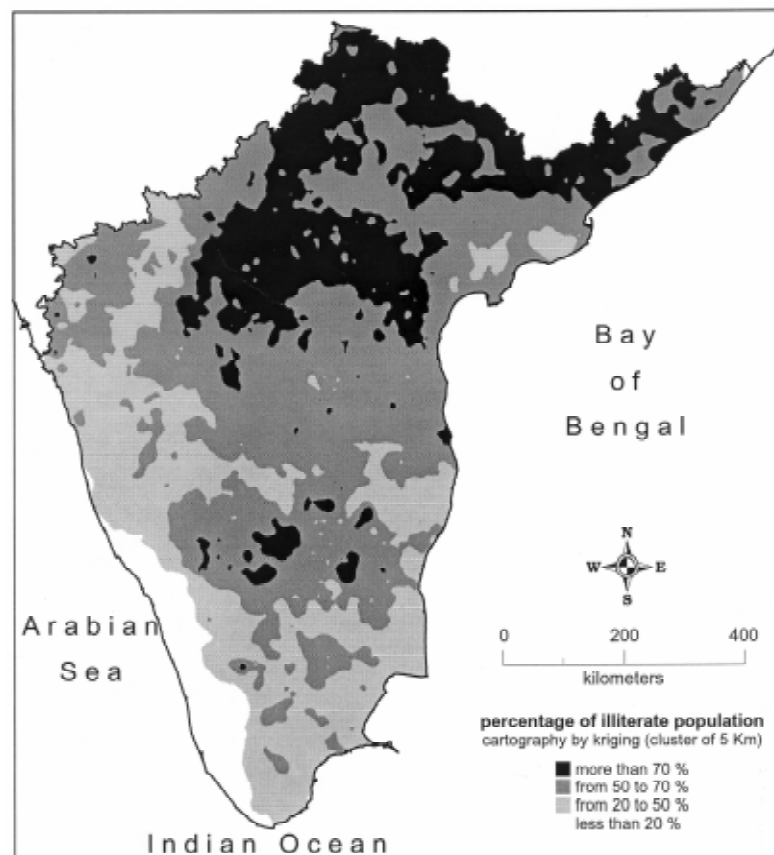 Bay
of
Bengal
N
W E
S
Arabian
Sea
0 200 400
kilometers
percentage of illiterate population
cartography by kriging (cluster of 5 Km)
more than 70 %
from 50 to 70 %
from 20 to 50 %
less than 20 %
Indian Ocean